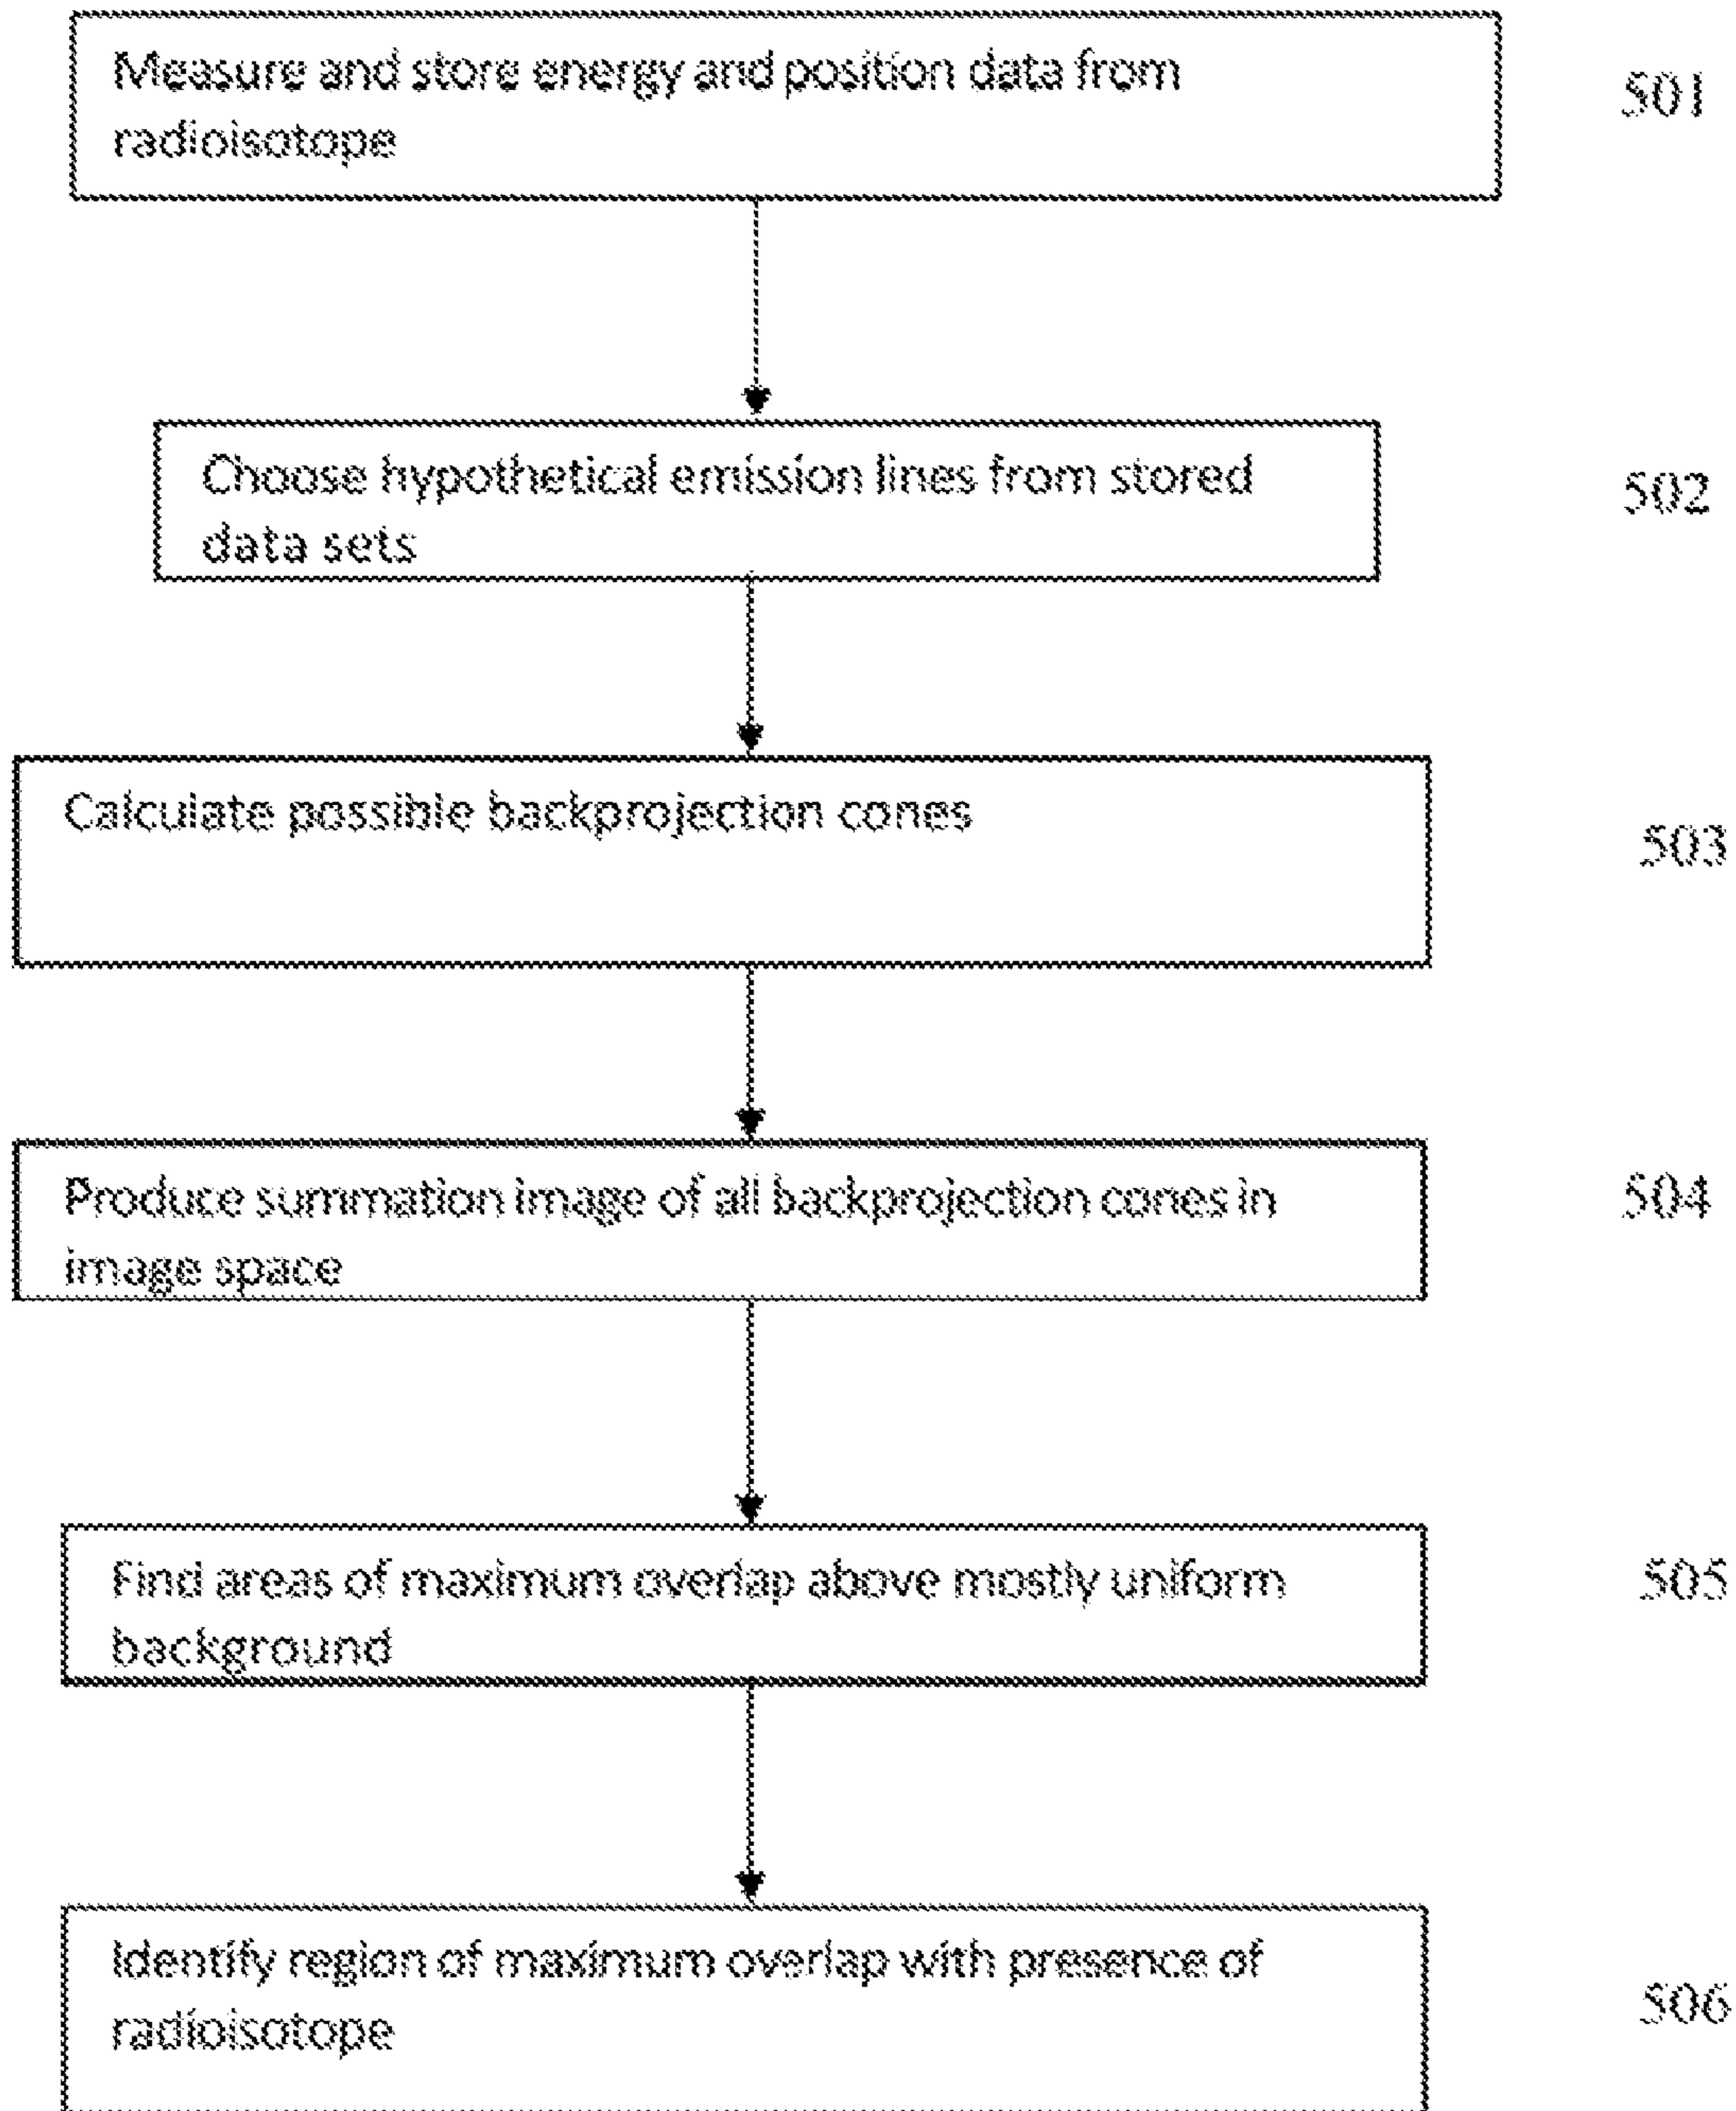 Measure and store energy and position data from
radioisotope
501
Choose hypothetical emission lines from stored
data sets
502
Calculate possible backprojection cones
503
Produce summation image of all backprojection cones in
image space
504
Find areas of maximum overlap above mostly uniform
background
505
Identify region of maximum overlap with presence of
radioisotope
506